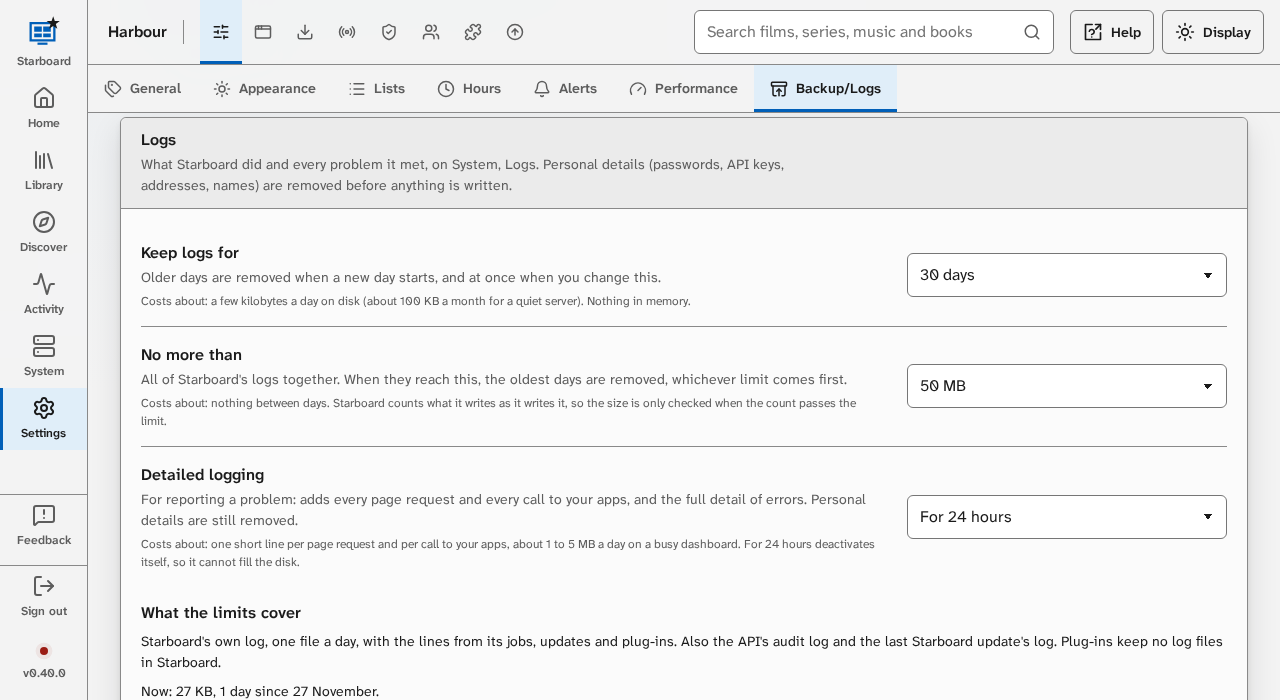 Starboard
Home
Library
Discover
Activity
System
Settings
Feedback
Sign out
v0.40.0
Harbour
Search films, series, music and books
Help
Display
General
Appearance
Lists
Hours
Alerts
Performance
Backup/Logs
Logs
What Starboard did and every problem it met, on System, Logs. Personal details (passwords, API keys,
addresses, names) are removed before anything is written.
Keep logs for
Older days are removed when a new day starts, and at once when you change this.
Costs about: a few kilobytes a day on disk (about 100 KB a month for a quiet server). Nothing in memory.
30 days
No more than
All of Starboard's logs together. When they reach this, the oldest days are removed, whichever limit comes first.
Costs about: nothing between days. Starboard counts what it writes as it writes it, so the size is only checked when the count passes the
limit.
50 MB
Detailed logging
For reporting a problem: adds every page request and every call to your apps, and the full detail of errors. Personal
details are still removed.
Costs about: one short line per page request and per call to your apps, about 1 to 5 MB a day on a busy dashboard. For 24 hours deactivates
itself, so it cannot fill the disk.
For 24 hours
What the limits cover
Starboard's own log, one file a day, with the lines from its jobs, updates and plug-ins. Also the API's audit log and the last Starboard update's log. Plug-ins keep no log files
in Starboard.
Now: 27 KB, 1 day since 27 November.